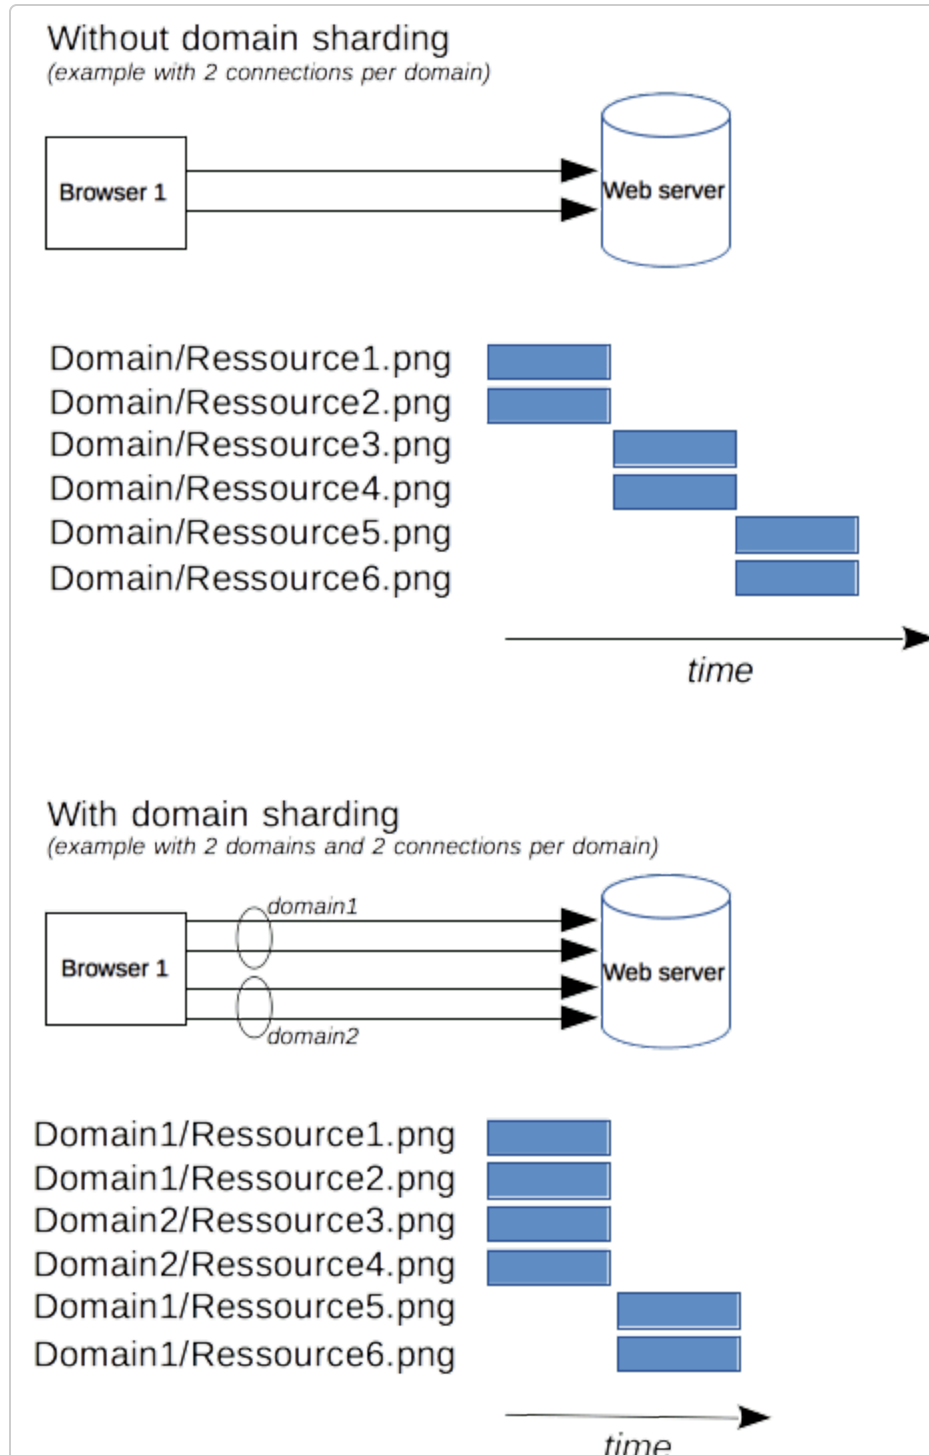 Without domain sharding
(example with 2 connections per domain)
Browser 1
Web server
Domain/Ressource1.png
Domain/Ressource2.png
Domain/Ressource3.png
Domain/Ressource4.png
Domain/Ressource5.png
Domain/Ressource6.png
time
With domain sharding
(example with 2 domains and 2 connections per domain)
domain1
Browser 1
Web server
domain2
Domain1/Ressource1.png
Domain1/Ressource2.png
Domain2/Ressource3.png
Domain2/Ressource4.png
Domain1/Ressource5.png
Domain1/Ressource6.png
time